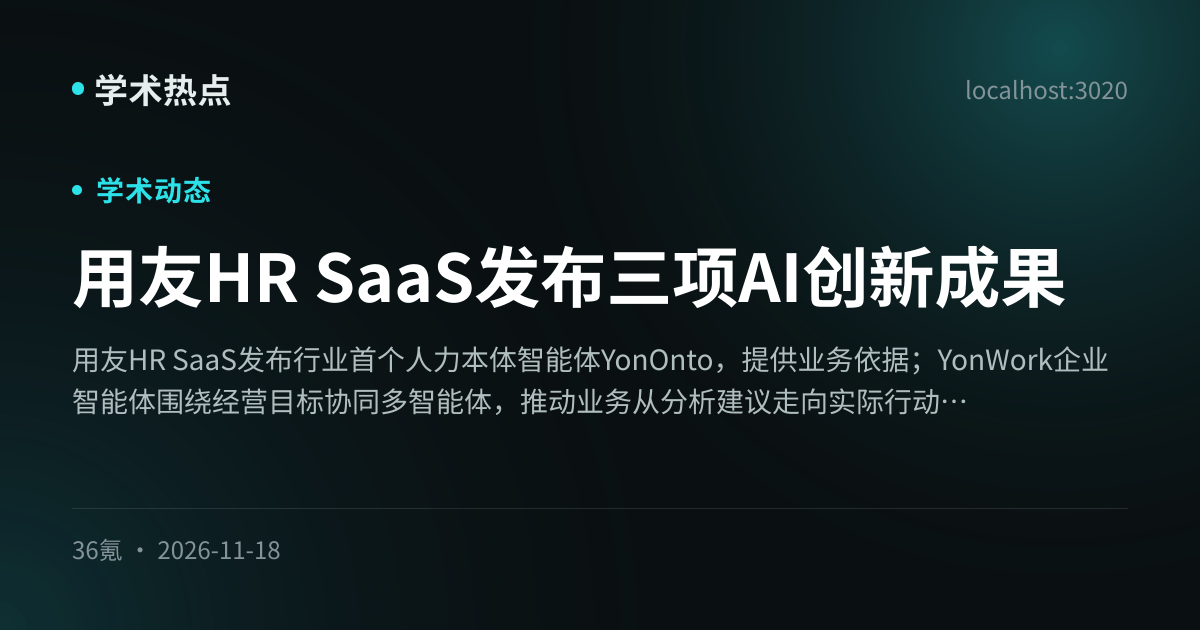 学术热点
localhost:3020
学术动态
用友HR SaaS发布三项AI创新成果
用友HR SaaS发布行业首个人力本体智能体YonOnto，提供业务依据；YonWork企业
智能体围绕经营目标协同多智能体，推动业务从分析建议走向实际行动…
36氪 · 2026-11-18